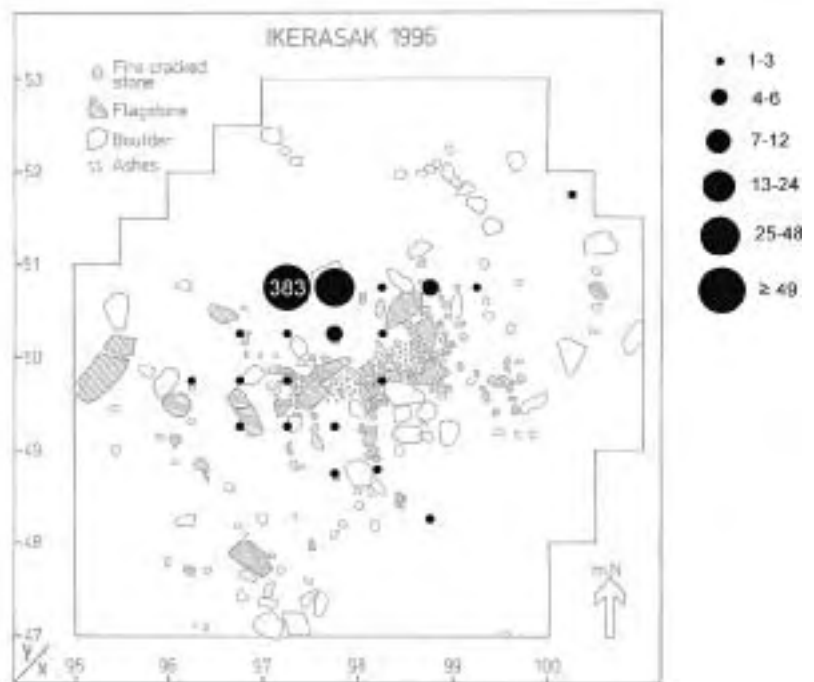 IKERASAK 1995
Fire cracked
stone
Flagstone
Boulder
Ashes
1-3
4-6
7-12
13-24
25-48
≥ 49
53
52
51
50
49
48
47
383
m.N
Y/X
95
96
97
98
99
100